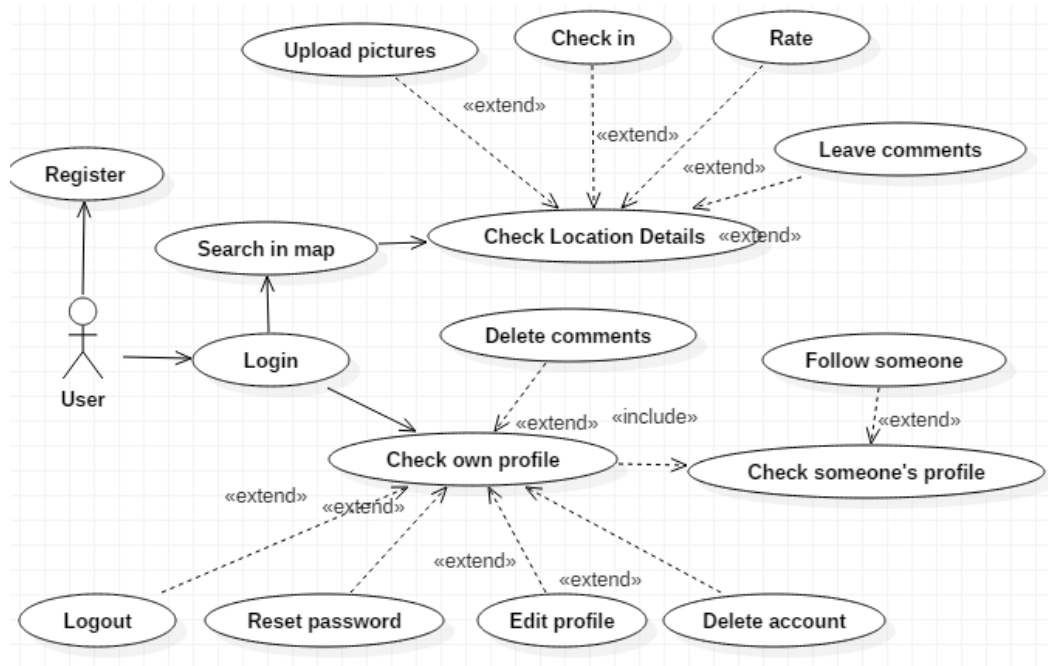 Upload pictures
Check in
Rate
«extend»
«extend»
«extend»
Leave comments
Register
Search in map
Check Location Details
«extend»
User
Login
Delete comments
Follow someone
«extend»
«include»
«extend»
Check own profile
Check someone's profile
«extend»
«extend»
«extend»
«extend»
Logout
Reset password
Edit profile
Delete account